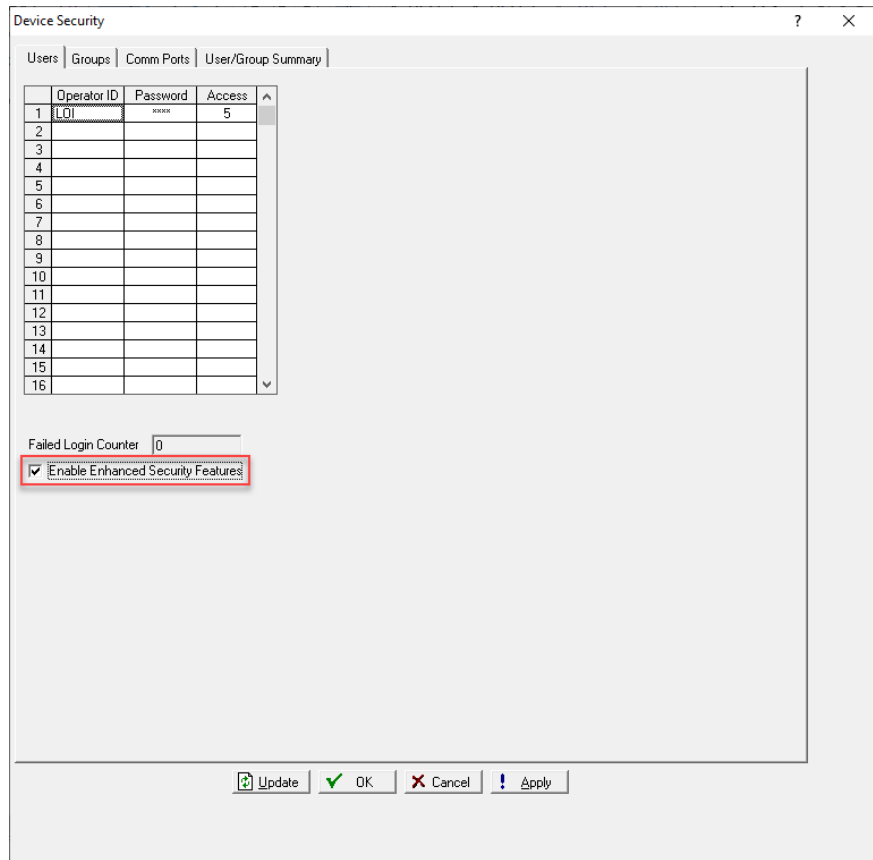 Device Security ?
Users Groups Comm Ports User/Group Summary
Operator ID Password Access
1 LOI **** 5
2
3
4
5
6
7
8
9
10
11
12
13
14
15
16
Failed Login Counter 0
Enable Enhanced Security Features
Update OK Cancel ! Apply